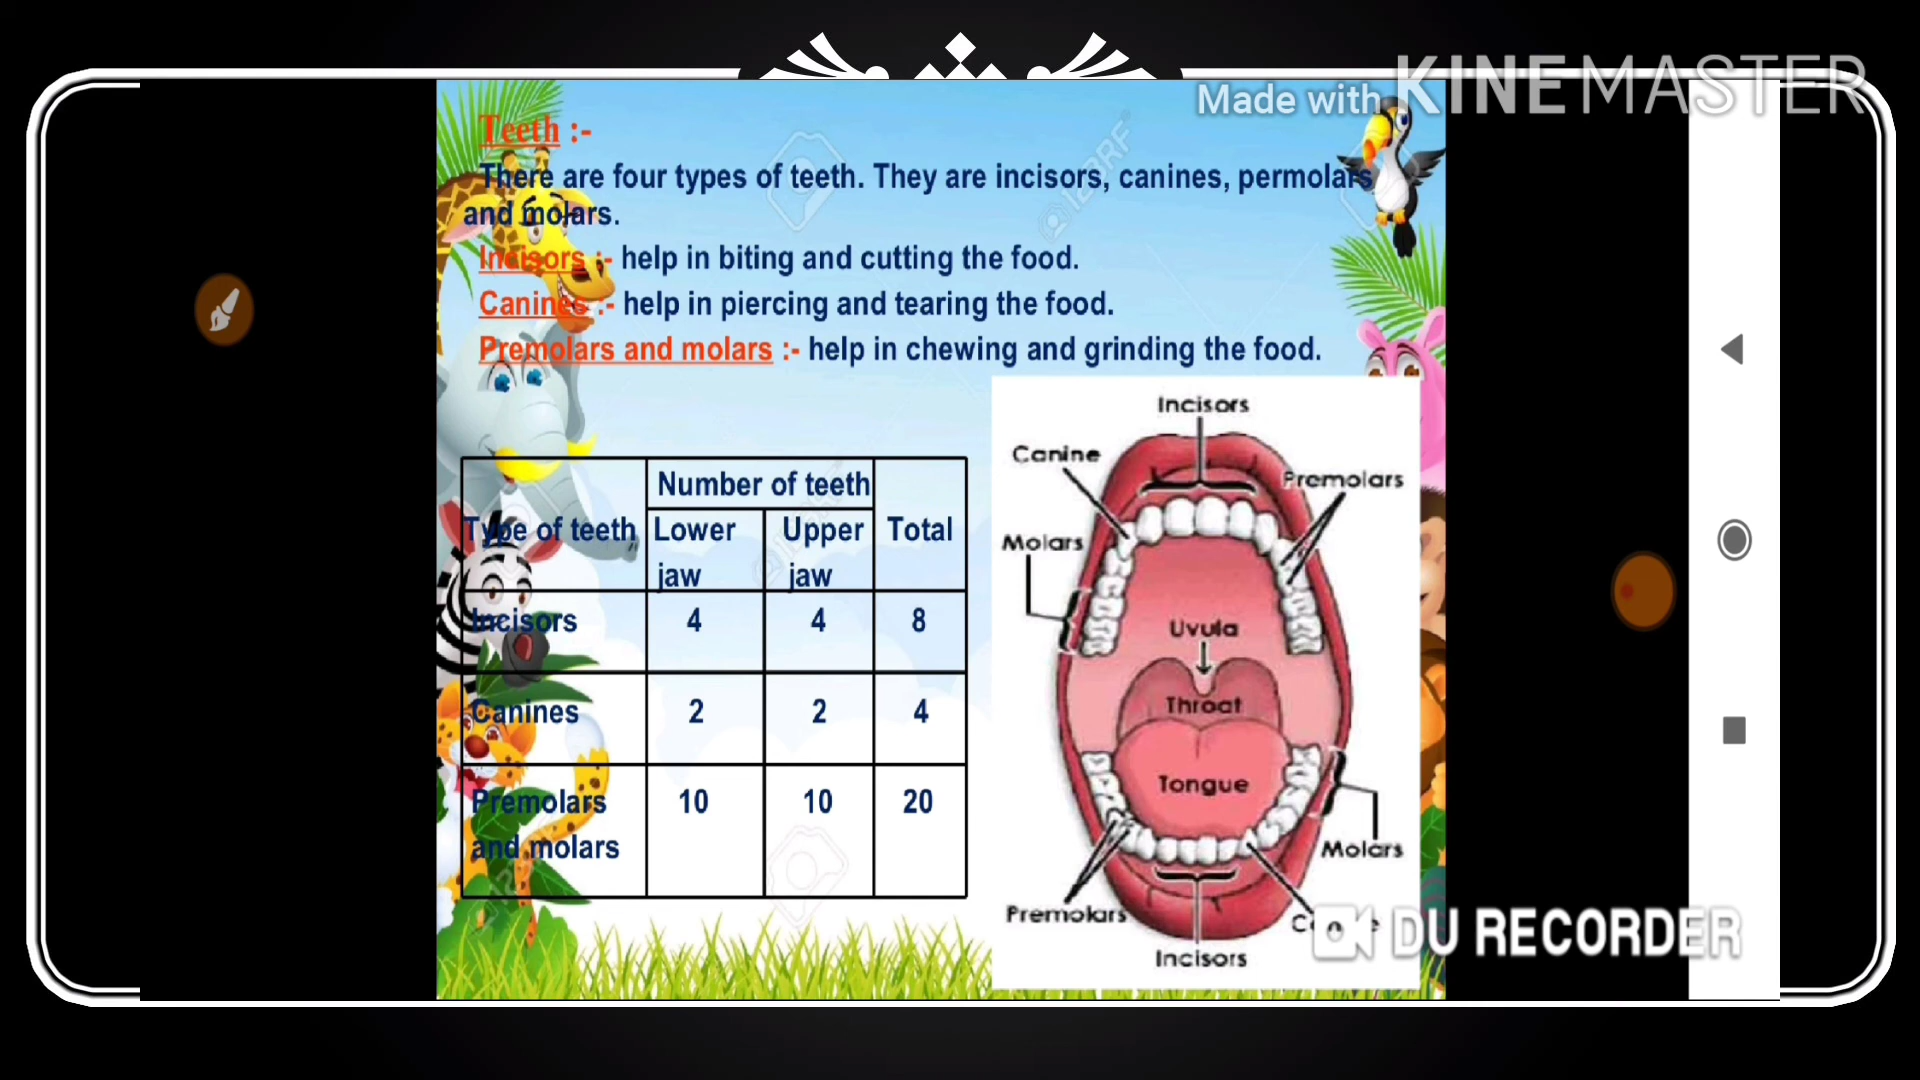 Made with KINEMASTER
Teeth :-
There are four types of teeth. They are incisors, canines, permolars
and molars.
Incisors :- help in biting and cutting the food.
Canines :- help in piercing and tearing the food.
Premolars and molars :- help in chewing and grinding the food.
Number of teeth
Type of teeth Lower jaw Upper jaw Total
Incisors 4 4 8
Canines 2 2 4
Premolars and molars 10 10 20
Incisors
Canine
Premolars
Molars
Uvula
Throat
Tongue
Molars
Premolars
Incisors
DU RECORDER